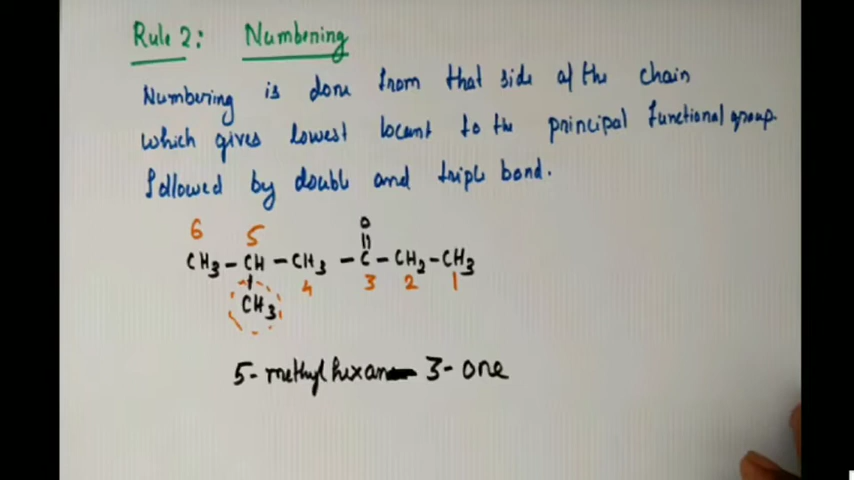 Rule 2: Numbering
Numbering is done from that side of the chain
which gives lowest locant to the principal functional group.
followed by double and triple bond.
O
6 5 ||
CH3 - CH - CH3 - C - CH2 - CH3
| 4 3 2 1
CH3
5-methylhexan-3-one